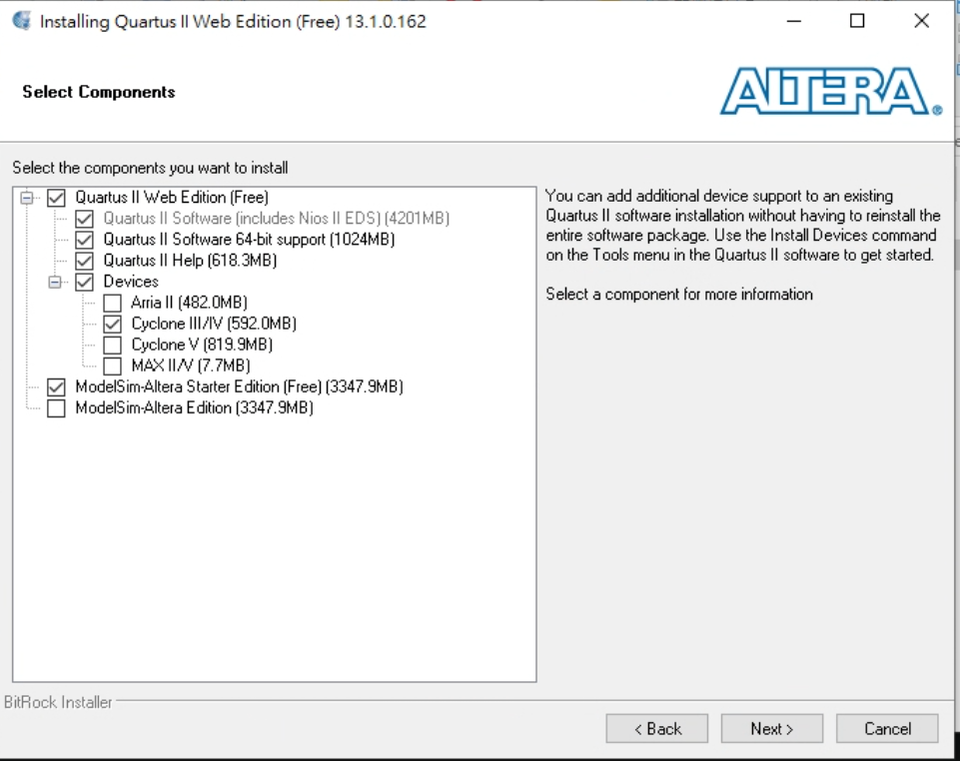 Installing Quartus II Web Edition (Free) 13.1.0.162
Select Components
ALTERA®
Select the components you want to install
Quartus II Web Edition (Free)
Quartus II Software (includes Nios II EDS) (4201MB)
Quartus II Software 64-bit support (1024MB)
Quartus II Help (618.3MB)
Devices
Arria II (482.0MB)
Cyclone III/IV (592.0MB)
Cyclone V (819.9MB)
MAX II/V (7.7MB)
ModelSim-Altera Starter Edition (Free) (3347.9MB)
ModelSim-Altera Edition (3347.9MB)
You can add additional device support to an existing
Quartus II software installation without having to reinstall the
entire software package. Use the Install Devices command
on the Tools menu in the Quartus II software to get started.
Select a component for more information
BitRock Installer
< Back
Next >
Cancel